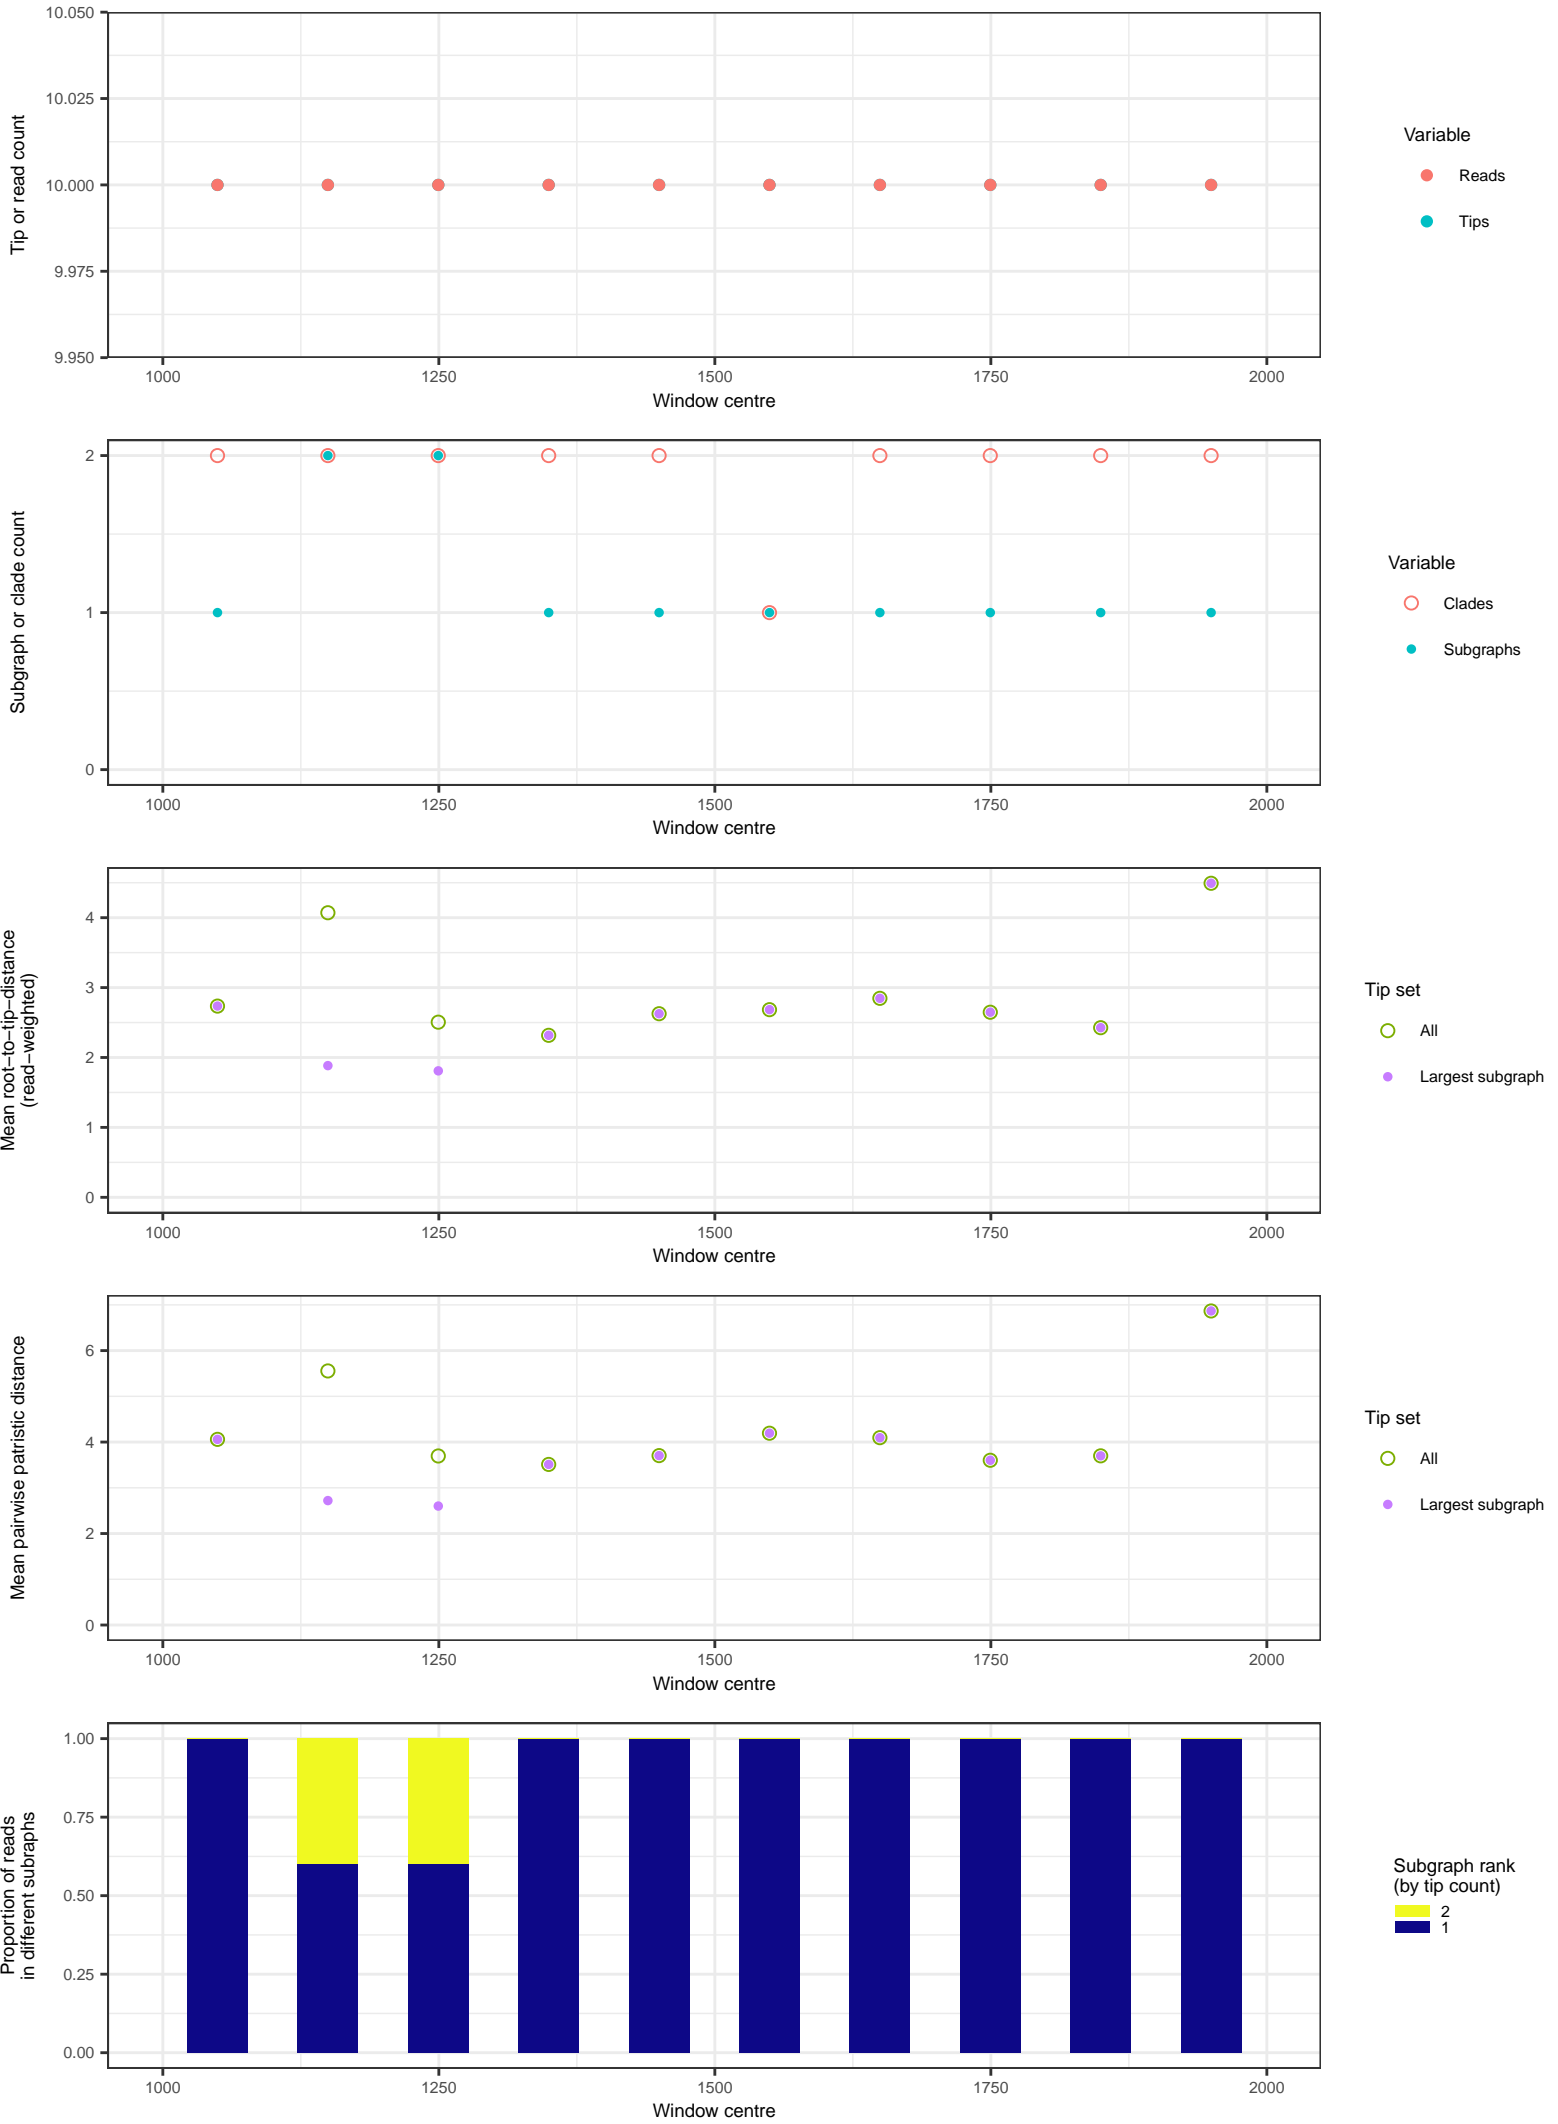 10.050
10.025
10.000
9.975
9.950
Tip or read count
1000 1250 1500 1750 2000
Window centre
Variable
Reads
Tips
2
1
0
Subgraph or clade count
1000 1250 1500 1750 2000
Window centre
Variable
Clades
Subgraphs
4
3
2
1
0
Mean root−to−tip−distance
(read−weighted)
1000 1250 1500 1750 2000
Window centre
Tip set
All
Largest subgraph
6
4
2
0
Mean pairwise patristic distance
1000 1250 1500 1750 2000
Window centre
Tip set
All
Largest subgraph
1.00
0.75
0.50
0.25
0.00
Proportion of reads
in different subraphs
1000 1250 1500 1750 2000
Window centre
Subgraph rank
(by tip count)
2
1